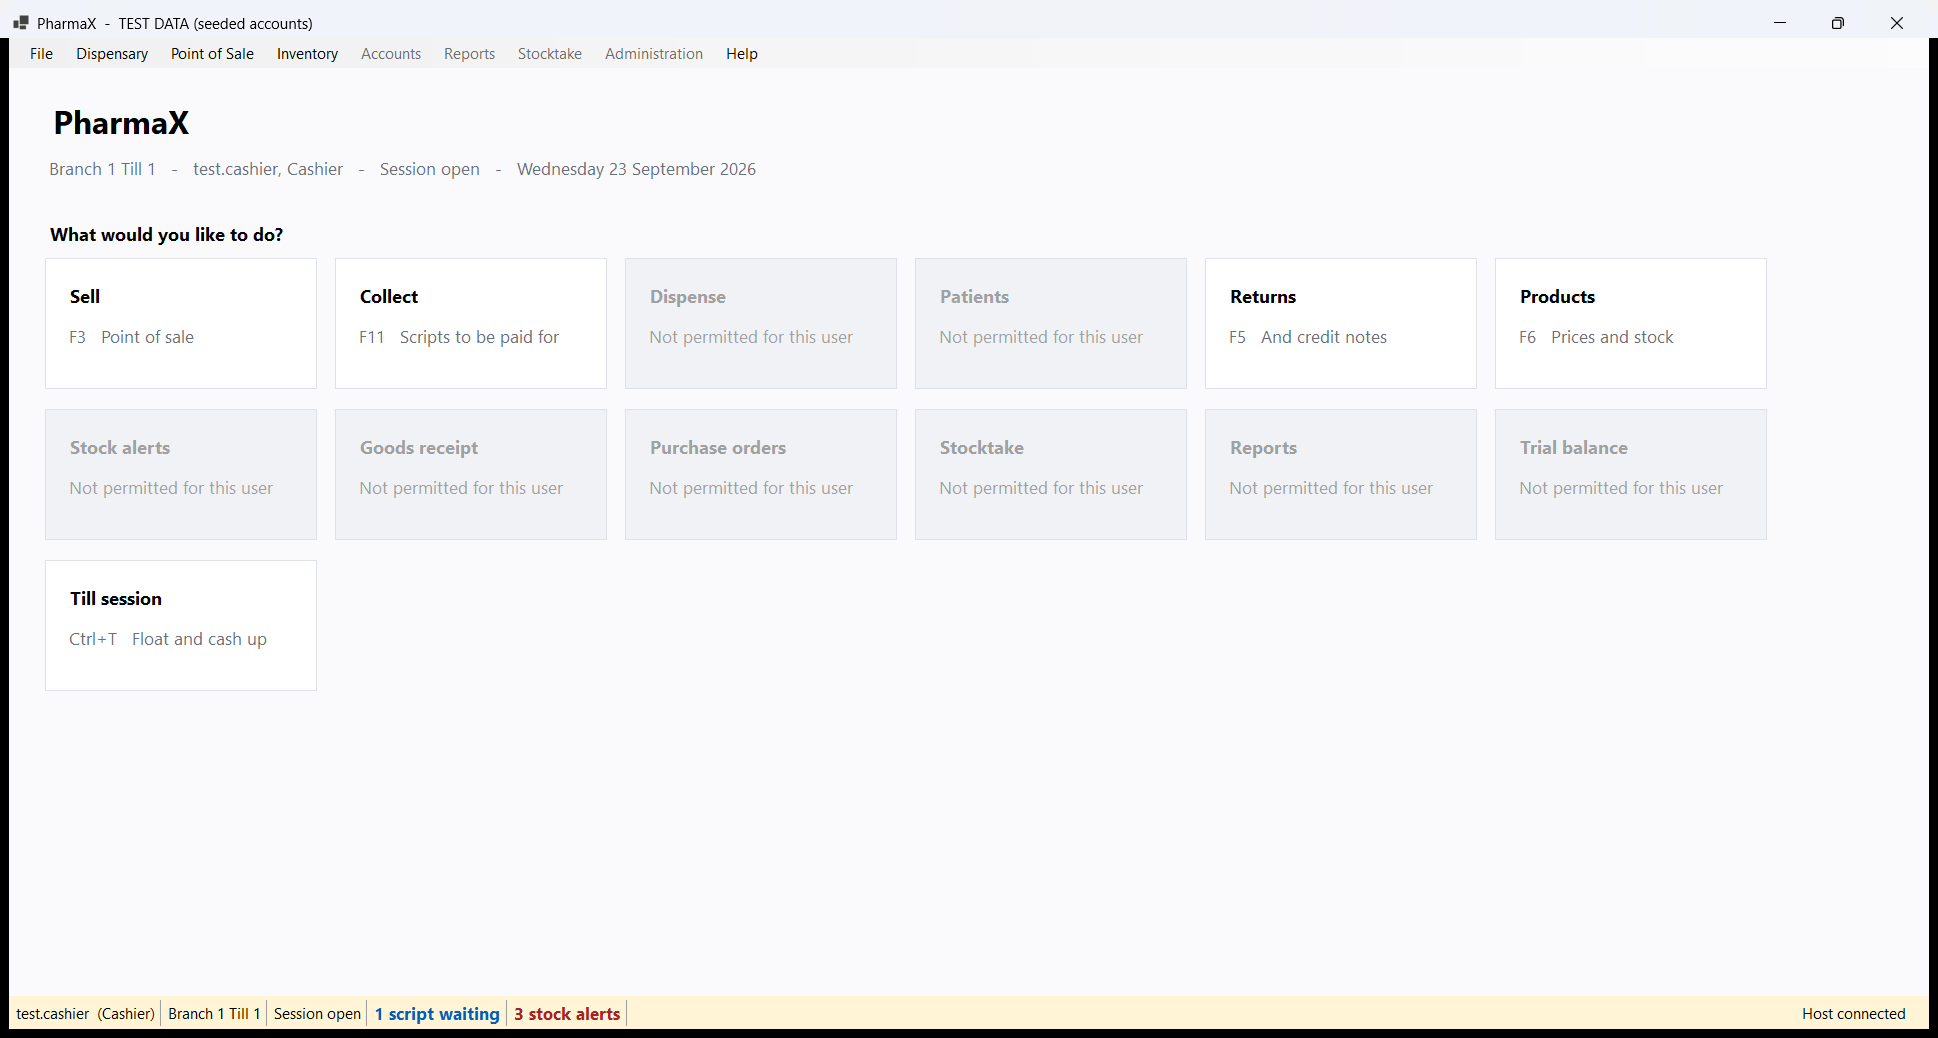 PharmaX - TEST DATA (seeded accounts)
File Dispensary Point of Sale Inventory Accounts Reports Stocktake Administration Help
PharmaX
Branch 1 Till 1 - test.cashier, Cashier - Session open - Wednesday 23 September 2026
What would you like to do?
Sell
F3 Point of sale
Collect
F11 Scripts to be paid for
Dispense
Not permitted for this user
Patients
Not permitted for this user
Returns
F5 And credit notes
Products
F6 Prices and stock
Stock alerts
Not permitted for this user
Goods receipt
Not permitted for this user
Purchase orders
Not permitted for this user
Stocktake
Not permitted for this user
Reports
Not permitted for this user
Trial balance
Not permitted for this user
Till session
Ctrl+T Float and cash up
test.cashier (Cashier) Branch 1 Till 1 Session open 1 script waiting 3 stock alerts Host connected